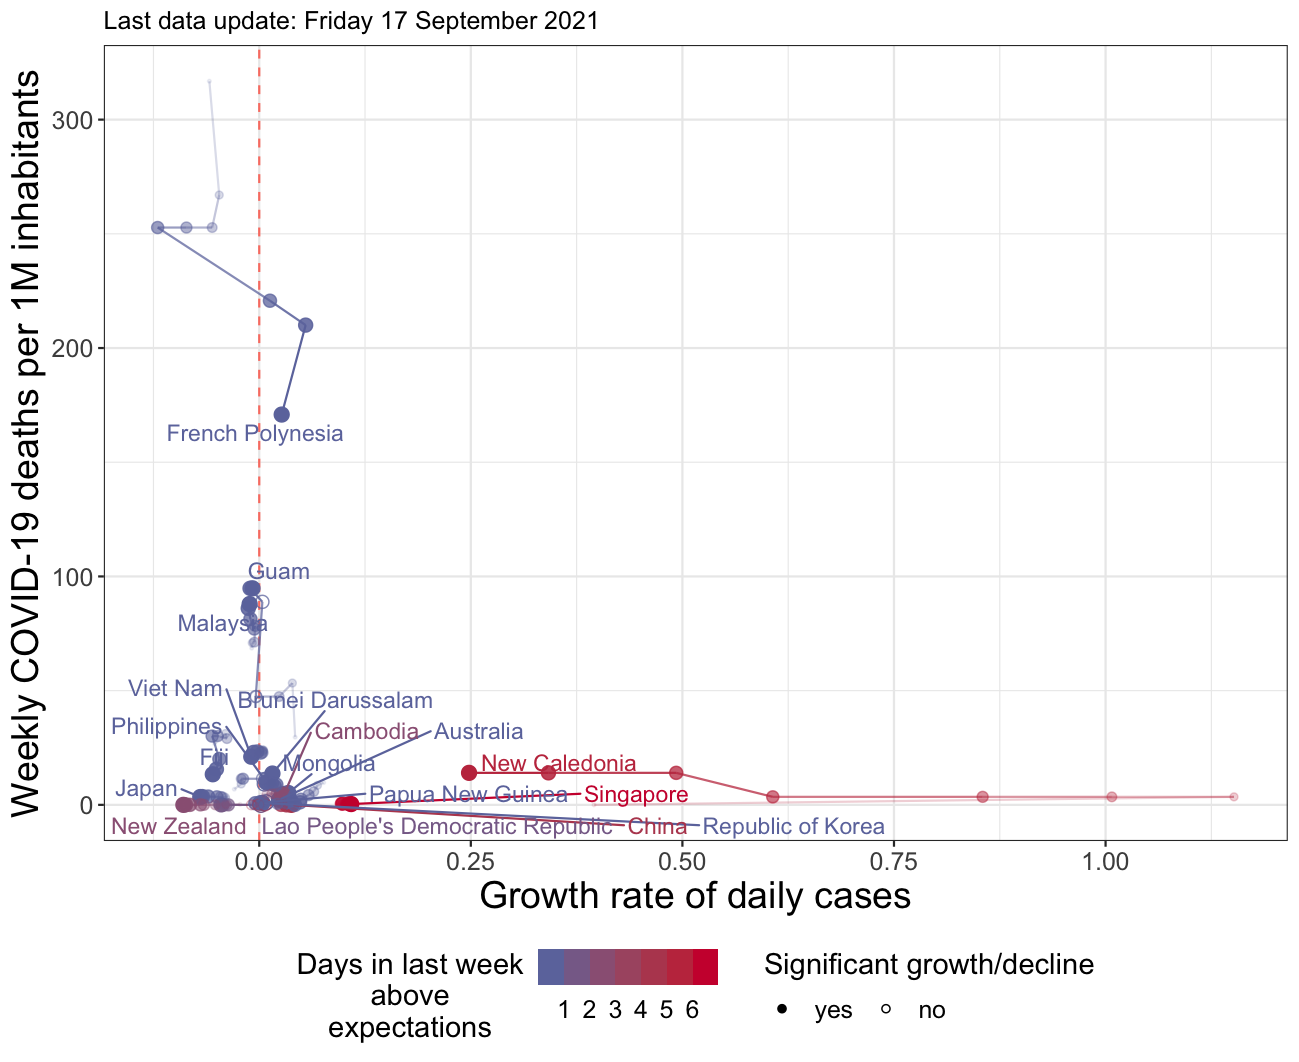 Last data update: Friday 17 September 2021
Weekly COVID-19 deaths per 1M inhabitants
300
200
100
0
French Polynesia
Guam
Malaysia
Viet Nam
Brunei Darussalam
Philippines
Cambodia
Australia
Fiji
Mongolia
New Caledonia
Japan
Papua New Guinea
Singapore
New Zealand
Lao People's Democratic Republic
China
Republic of Korea
0.00 0.25 0.50 0.75 1.00
Growth rate of daily cases
Days in last week
above
expectations
1 2 3 4 5 6
Significant growth/decline
yes no